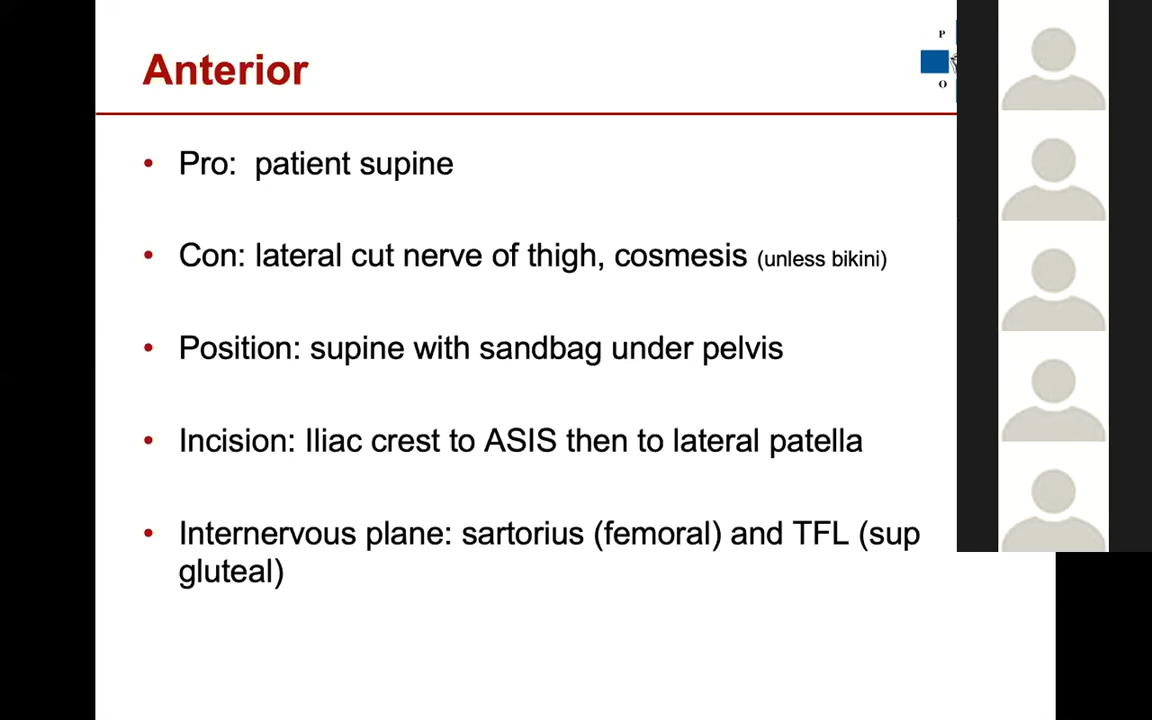 Anterior
P
O
• Pro: patient supine
• Con: lateral cut nerve of thigh, cosmesis (unless bikini)
• Position: supine with sandbag under pelvis
• Incision: Iliac crest to ASIS then to lateral patella
• Internervous plane: sartorius (femoral) and TFL (sup
gluteal)